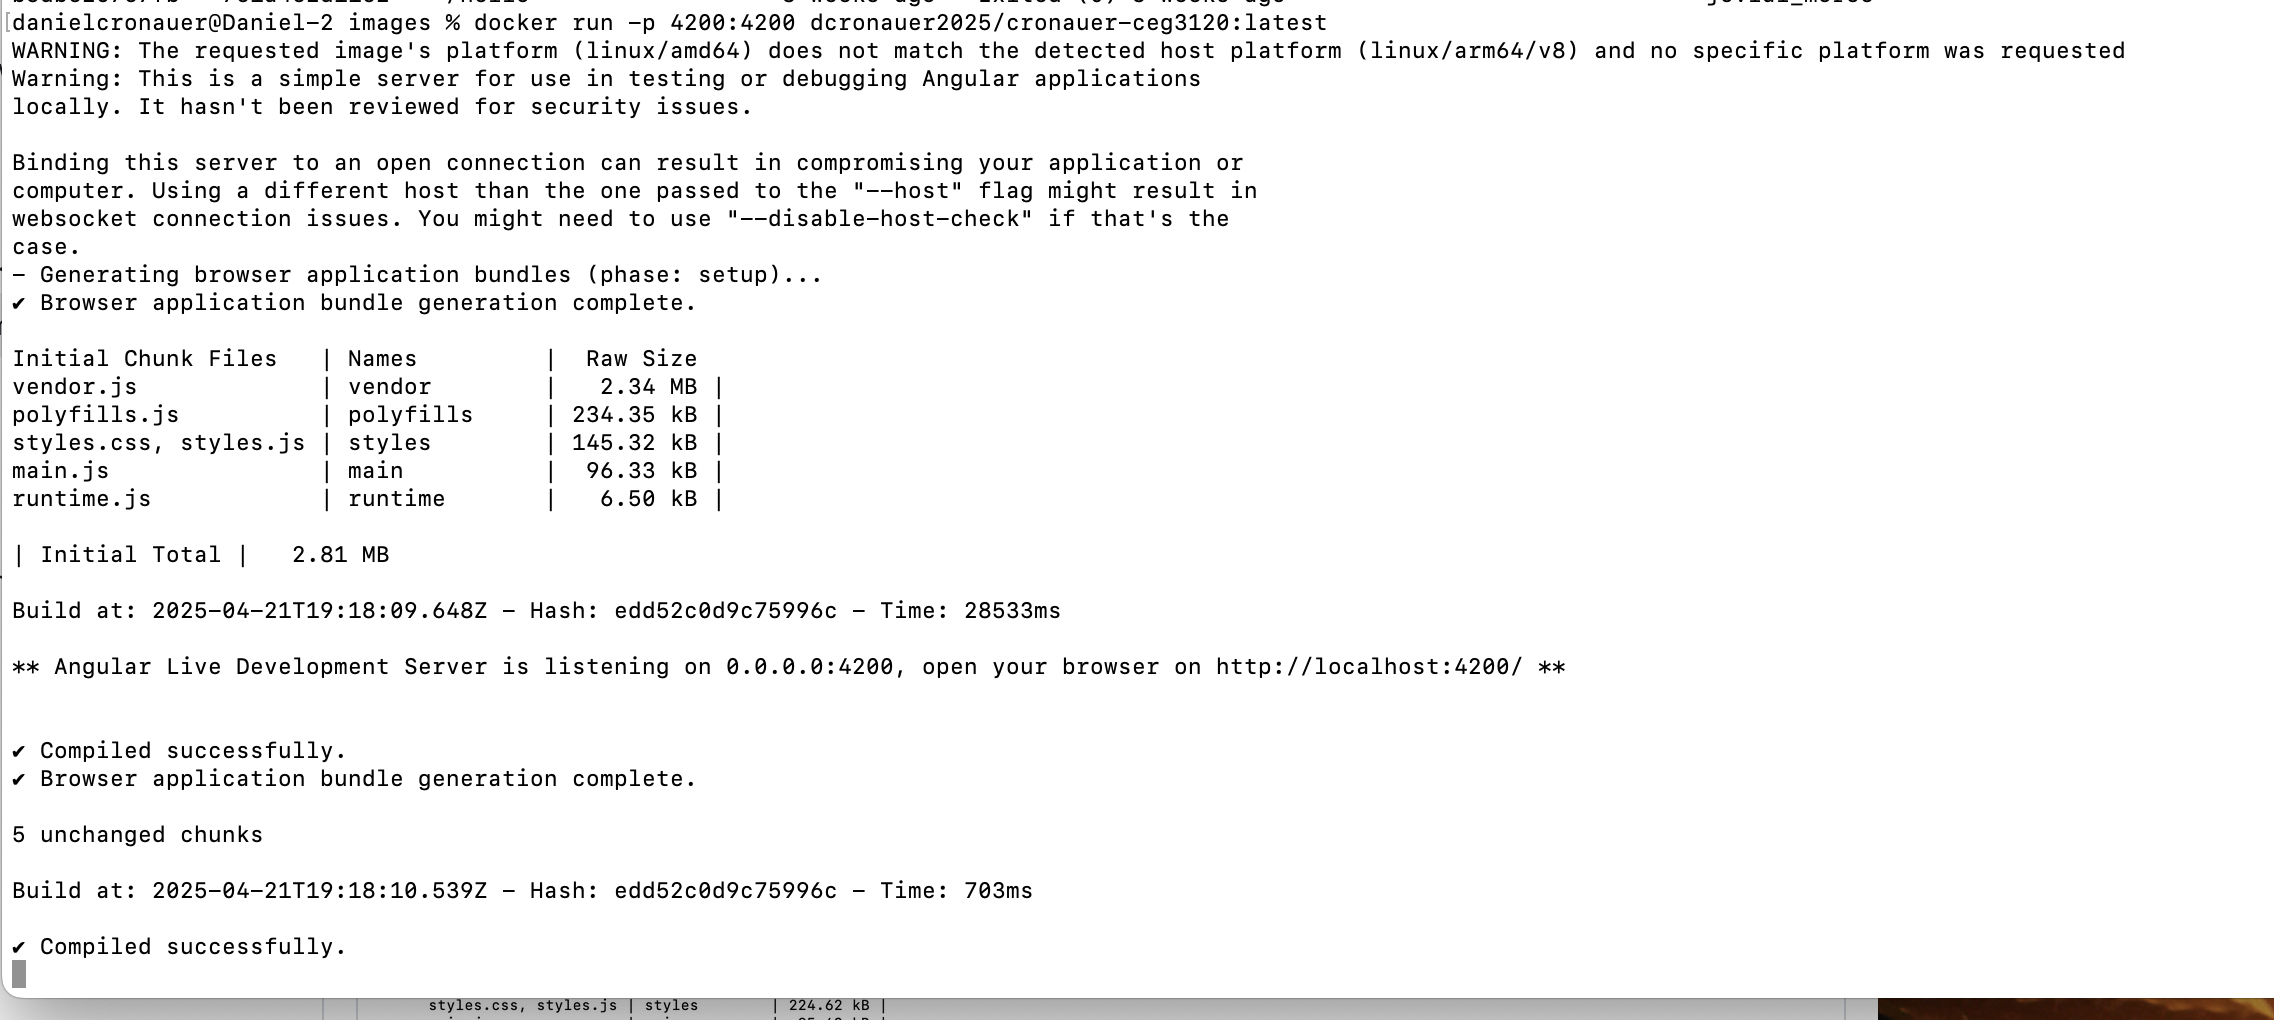 danielcronauer@Daniel-2 images % docker run -p 4200:4200 dcronauer2025/cronauer-ceg3120:latest
WARNING: The requested image's platform (linux/amd64) does not match the detected host platform (linux/arm64/v8) and no specific platform was requested
Warning: This is a simple server for use in testing or debugging Angular applications
locally. It hasn't been reviewed for security issues.

Binding this server to an open connection can result in compromising your application or
computer. Using a different host than the one passed to the "--host" flag might result in
websocket connection issues. You might need to use "--disable-host-check" if that's the
case.
- Generating browser application bundles (phase: setup)...
✔ Browser application bundle generation complete.

Initial Chunk Files   | Names         |  Raw Size
vendor.js             | vendor        |   2.34 MB |
polyfills.js          | polyfills     | 234.35 kB |
styles.css, styles.js | styles        | 145.32 kB |
main.js               | main          |  96.33 kB |
runtime.js            | runtime       |   6.50 kB |

| Initial Total |   2.81 MB

Build at: 2025-04-21T19:18:09.648Z - Hash: edd52c0d9c75996c - Time: 28533ms

** Angular Live Development Server is listening on 0.0.0.0:4200, open your browser on http://localhost:4200/ **

✔ Compiled successfully.
✔ Browser application bundle generation complete.

5 unchanged chunks

Build at: 2025-04-21T19:18:10.539Z - Hash: edd52c0d9c75996c - Time: 703ms

✔ Compiled successfully.
styles.css, styles.js | styles        | 224.62 kB |